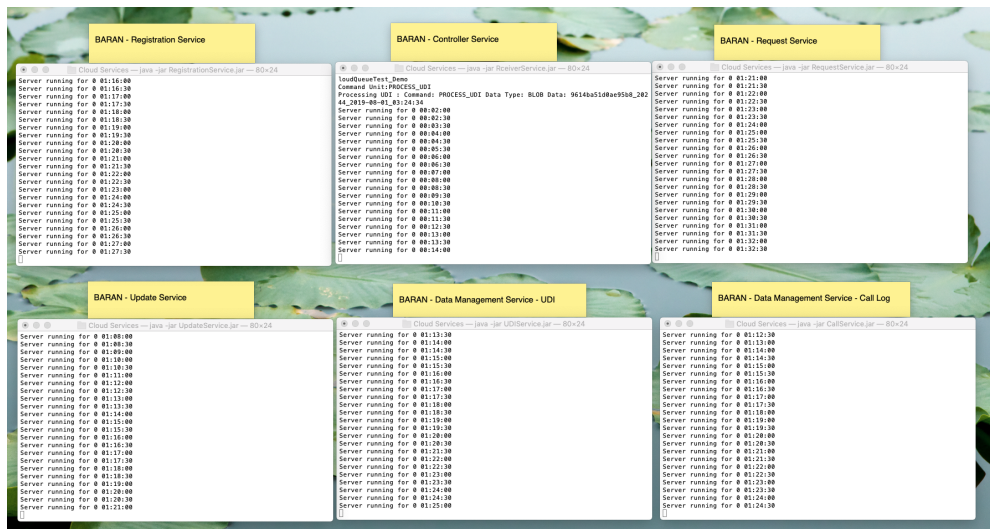 BARAN - Registration Service
Cloud Services — java -jar RegistrationService.jar — 80×24
Server running for 0 01:16:00
Server running for 0 01:16:30
Server running for 0 01:17:00
Server running for 0 01:17:30
Server running for 0 01:18:00
Server running for 0 01:18:30
Server running for 0 01:19:00
Server running for 0 01:19:30
Server running for 0 01:20:00
Server running for 0 01:20:30
Server running for 0 01:21:00
Server running for 0 01:21:30
Server running for 0 01:22:00
Server running for 0 01:22:30
Server running for 0 01:23:00
Server running for 0 01:24:00
Server running for 0 01:24:30
Server running for 0 01:25:00
Server running for 0 01:25:30
Server running for 0 01:26:00
Server running for 0 01:26:30
Server running for 0 01:27:00
Server running for 0 01:27:30
BARAN - Controller Service
Cloud Services — java -jar RceiverService.jar — 80×24
loudQueueTest_Demo
Command Unit:PROCESS_UDI
Processing UDI : Command: PROCESS_UDI Data Type: BLOB Data: 9614ba51d0ae95b8_202
44_2019-08-01_03:24:34
Server running for 0 00:02:00
Server running for 0 00:02:30
Server running for 0 00:03:30
Server running for 0 00:04:00
Server running for 0 00:04:30
Server running for 0 00:05:30
Server running for 0 00:06:00
Server running for 0 00:06:30
Server running for 0 00:07:00
Server running for 0 00:08:00
Server running for 0 00:08:30
Server running for 0 00:09:30
Server running for 0 00:10:30
Server running for 0 00:11:00
Server running for 0 00:11:30
Server running for 0 00:12:30
Server running for 0 00:13:00
Server running for 0 00:13:30
Server running for 0 00:14:00
BARAN - Request Service
Cloud Services — java -jar RequestService.jar — 80×24
Server running for 0 01:21:00
Server running for 0 01:21:30
Server running for 0 01:22:00
Server running for 0 01:22:30
Server running for 0 01:23:00
Server running for 0 01:23:30
Server running for 0 01:24:00
Server running for 0 01:25:00
Server running for 0 01:25:30
Server running for 0 01:26:00
Server running for 0 01:26:30
Server running for 0 01:27:00
Server running for 0 01:27:30
Server running for 0 01:28:00
Server running for 0 01:28:30
Server running for 0 01:29:00
Server running for 0 01:29:30
Server running for 0 01:30:00
Server running for 0 01:30:30
Server running for 0 01:31:00
Server running for 0 01:31:30
Server running for 0 01:32:00
Server running for 0 01:32:30
BARAN - Update Service
Cloud Services — java -jar UpdateService.jar — 80×24
Server running for 0 01:08:00
Server running for 0 01:08:30
Server running for 0 01:09:00
Server running for 0 01:10:00
Server running for 0 01:10:30
Server running for 0 01:11:00
Server running for 0 01:12:00
Server running for 0 01:12:30
Server running for 0 01:13:00
Server running for 0 01:13:30
Server running for 0 01:14:00
Server running for 0 01:15:00
Server running for 0 01:15:30
Server running for 0 01:16:00
Server running for 0 01:16:30
Server running for 0 01:17:00
Server running for 0 01:17:30
Server running for 0 01:18:00
Server running for 0 01:18:30
Server running for 0 01:19:00
Server running for 0 01:20:00
Server running for 0 01:20:30
Server running for 0 01:21:00
BARAN - Data Management Service - UDI
Cloud Services — java -jar UDIService.jar — 80×24
Server running for 0 01:13:30
Server running for 0 01:14:00
Server running for 0 01:14:30
Server running for 0 01:15:00
Server running for 0 01:15:30
Server running for 0 01:16:00
Server running for 0 01:16:30
Server running for 0 01:17:00
Server running for 0 01:17:30
Server running for 0 01:18:00
Server running for 0 01:18:30
Server running for 0 01:19:00
Server running for 0 01:19:30
Server running for 0 01:20:00
Server running for 0 01:20:30
Server running for 0 01:21:30
Server running for 0 01:22:00
Server running for 0 01:22:30
Server running for 0 01:23:00
Server running for 0 01:23:30
Server running for 0 01:24:00
Server running for 0 01:24:30
Server running for 0 01:25:00
BARAN - Data Management Service - Call Log
Cloud Services — java -jar CallService.jar — 80×24
Server running for 0 01:12:30
Server running for 0 01:13:00
Server running for 0 01:14:00
Server running for 0 01:14:30
Server running for 0 01:15:00
Server running for 0 01:15:30
Server running for 0 01:16:00
Server running for 0 01:16:30
Server running for 0 01:17:00
Server running for 0 01:17:30
Server running for 0 01:18:00
Server running for 0 01:19:00
Server running for 0 01:19:30
Server running for 0 01:20:00
Server running for 0 01:20:30
Server running for 0 01:21:00
Server running for 0 01:21:30
Server running for 0 01:22:00
Server running for 0 01:22:30
Server running for 0 01:23:00
Server running for 0 01:23:30
Server running for 0 01:24:00
Server running for 0 01:24:30